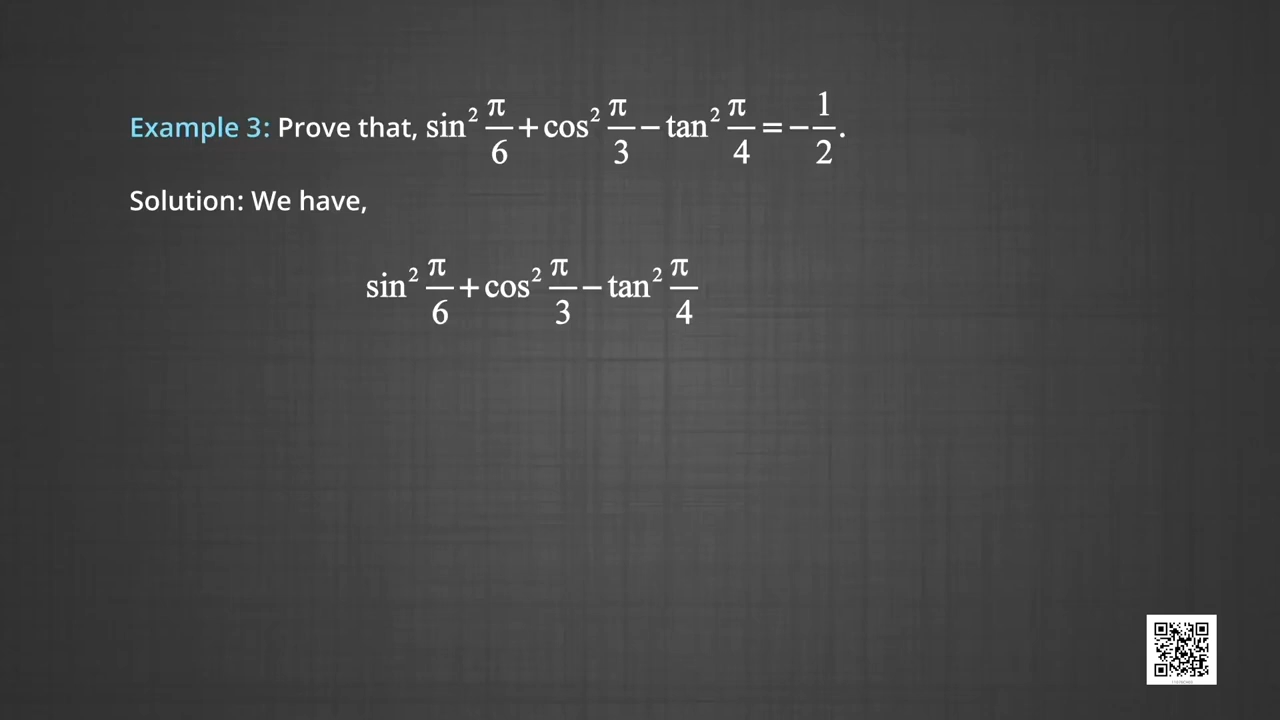 Example 3: Prove that, sin² π/6 + cos² π/3 − tan² π/4 = −1/2.
Solution: We have,
sin² π/6 + cos² π/3 − tan² π/4